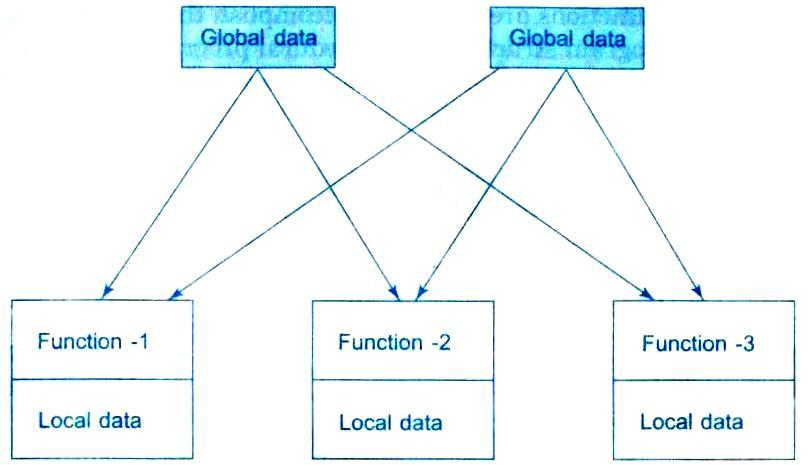 Global data
Global data
Function -1
Function -2
Function -3
Local data
Local data
Local data